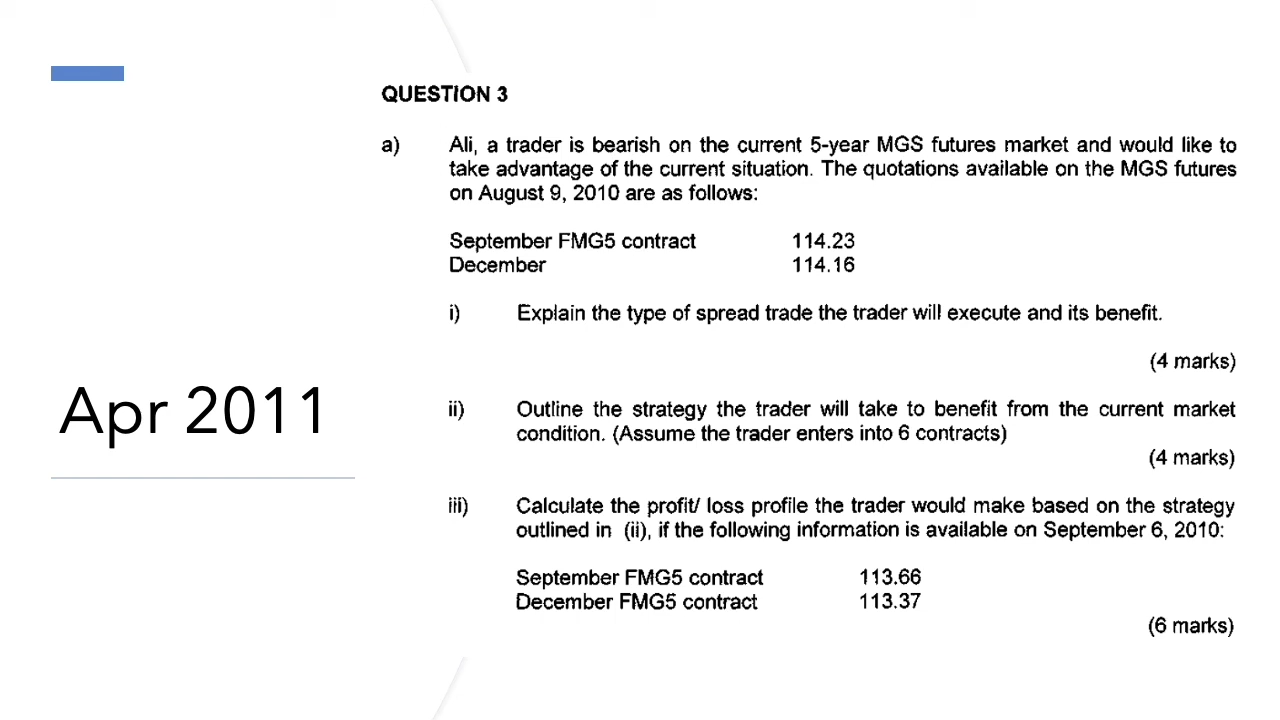 QUESTION 3
a) Ali, a trader is bearish on the current 5-year MGS futures market and would like to
take advantage of the current situation. The quotations available on the MGS futures
on August 9, 2010 are as follows:
September FMG5 contract 114.23
December 114.16
i) Explain the type of spread trade the trader will execute and its benefit.
(4 marks)
Apr 2011
ii) Outline the strategy the trader will take to benefit from the current market
condition. (Assume the trader enters into 6 contracts)
(4 marks)
iii) Calculate the profit/ loss profile the trader would make based on the strategy
outlined in (ii), if the following information is available on September 6, 2010:
September FMG5 contract 113.66
December FMG5 contract 113.37
(6 marks)